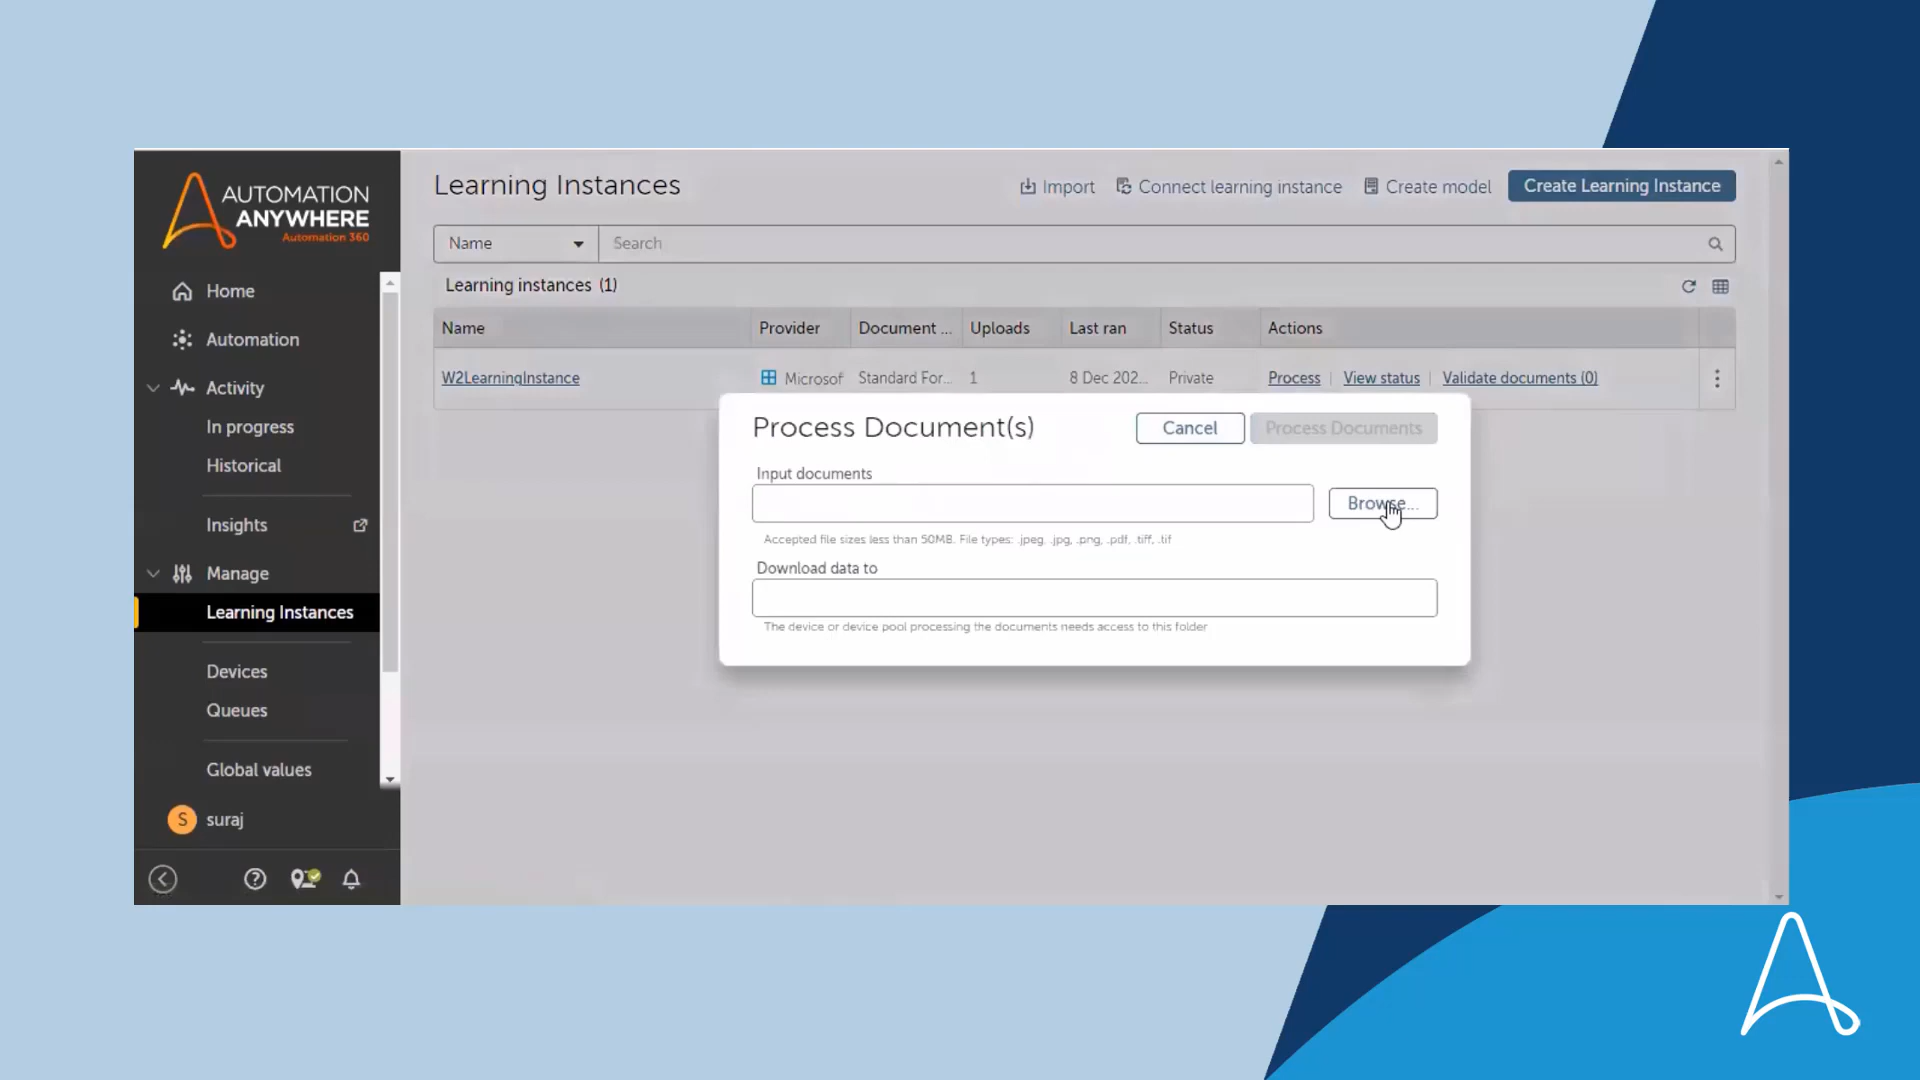 AUTOMATION
ANYWHERE
Automation 360
Home
Automation
Activity
In progress
Historical
Insights
Manage
Learning Instances
Devices
Queues
Global values
S suraj
Learning Instances
Import Connect learning instance Create model Create Learning Instance
Name Search
Learning instances (1)
Name Provider Document ... Uploads Last ran Status Actions
W2LearningInstance Microsof Standard For... 1 8 Dec 202... Private Process View status Validate documents (0)
Process Document(s) Cancel Process Documents
Input documents
Browse...
Accepted file sizes less than 50MB. File types: .jpeg, .jpg, .png, .pdf, .tiff, .tif
Download data to
The device or device pool processing the documents needs access to this folder